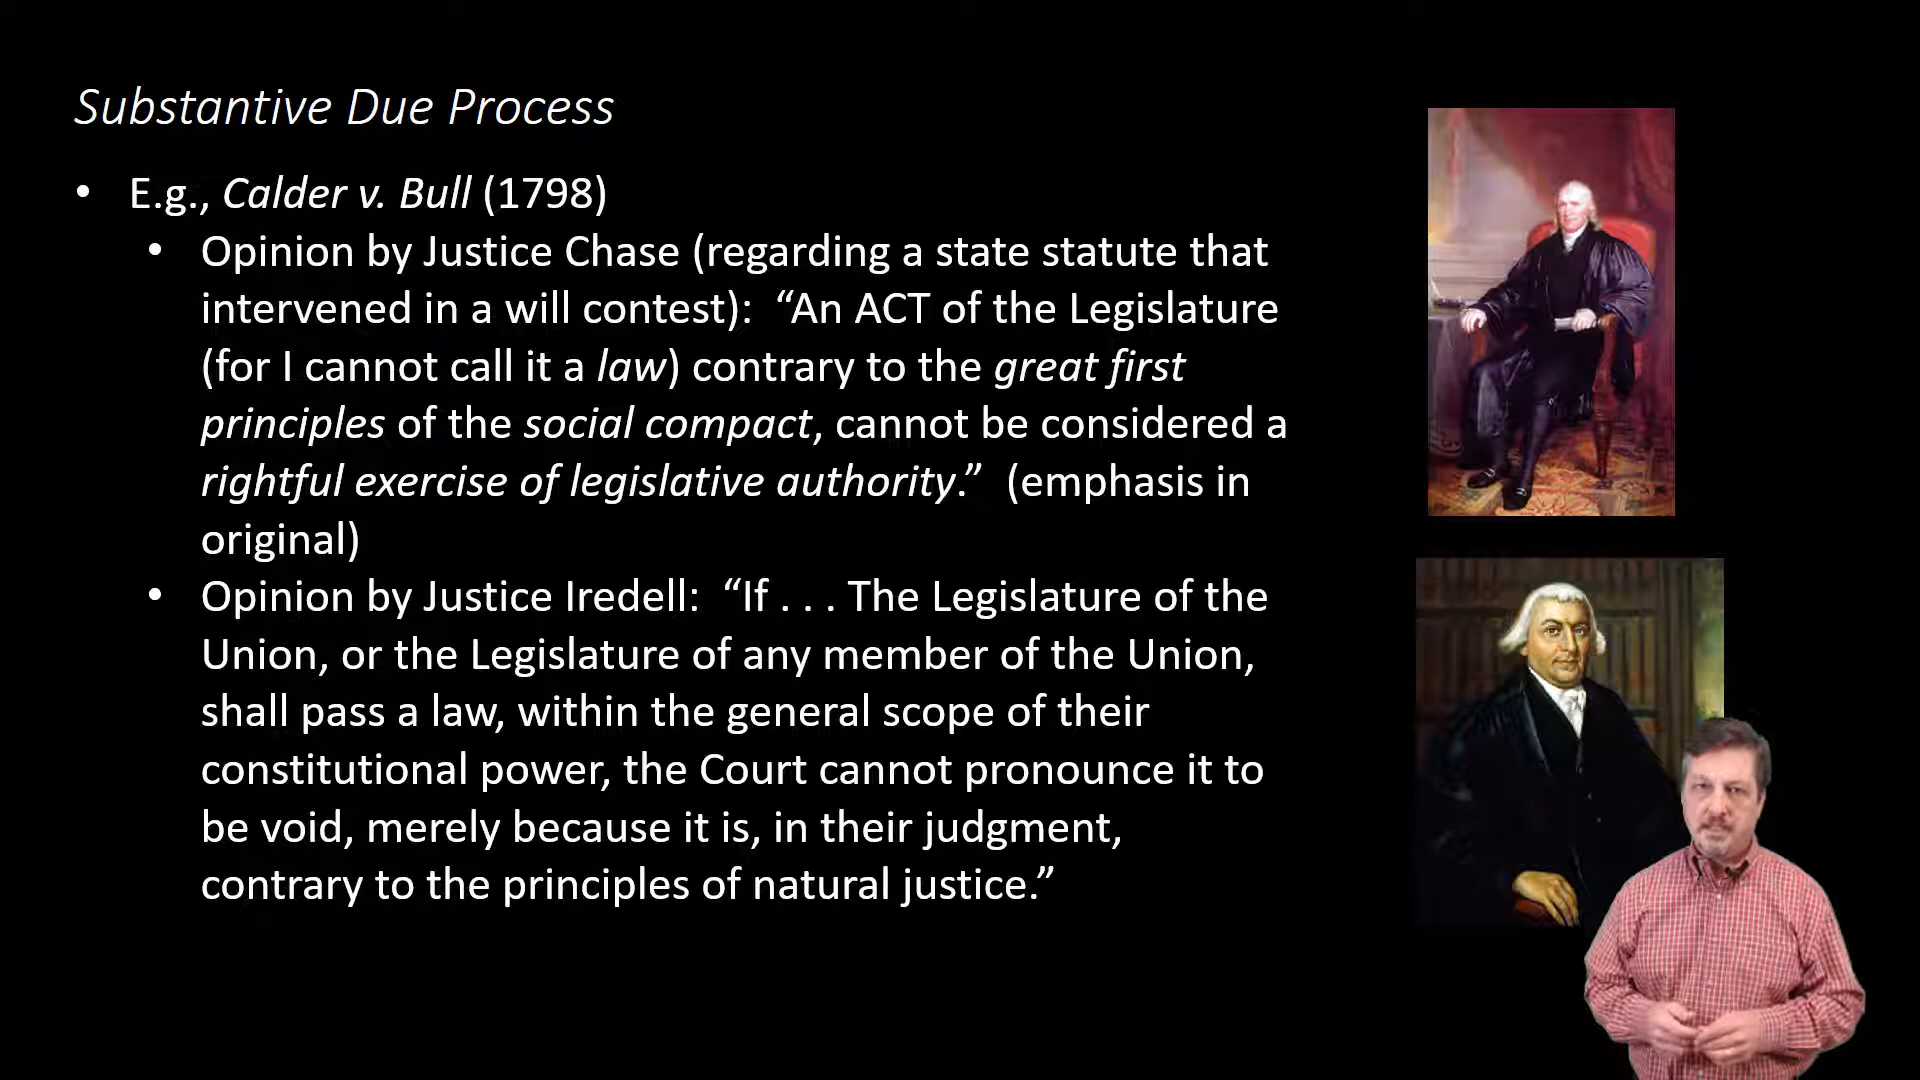 Substantive Due Process
• E.g., Calder v. Bull (1798)
• Opinion by Justice Chase (regarding a state statute that
intervened in a will contest):  “An ACT of the Legislature
(for I cannot call it a law) contrary to the great first
principles of the social compact, cannot be considered a
rightful exercise of legislative authority.”  (emphasis in
original)
• Opinion by Justice Iredell:  “If . . . The Legislature of the
Union, or the Legislature of any member of the Union,
shall pass a law, within the general scope of their
constitutional power, the Court cannot pronounce it to
be void, merely because it is, in their judgment,
contrary to the principles of natural justice.”